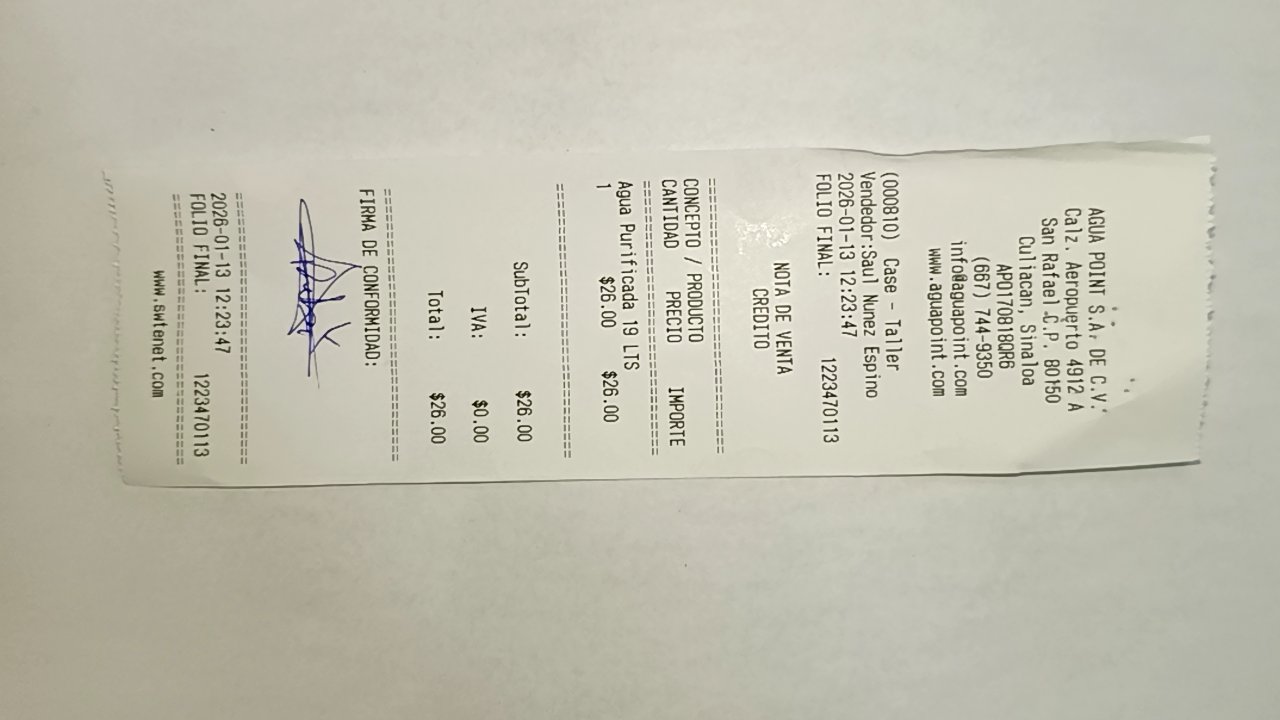 AGUA POINT S.A. DE C.V.
Calz. Aeropuerto 4912 A
San Rafael C.P. 80150
Culiacan, Sinaloa
APO170818QR6
(667) 744-9350
info@aguapoint.com
www.aguapoint.com
(000810) Case - Taller
Vendedor:Saul Nunez Espino
2026-01-13 12:23:47
FOLIO FINAL: 1223470113
NOTA DE VENTA
CREDITO
==============================
CONCEPTO / PRODUCTO
CANTIDAD PRECIO IMPORTE
==============================
Agua Purificada 19 LTS
1 $26.00 $26.00
==============================
SubTotal: $26.00
IVA: $0.00
Total: $26.00
==============================
FIRMA DE CONFORMIDAD:
==============================
2026-01-13 12:23:47
FOLIO FINAL: 1223470113
==============================
www.swtenet.com